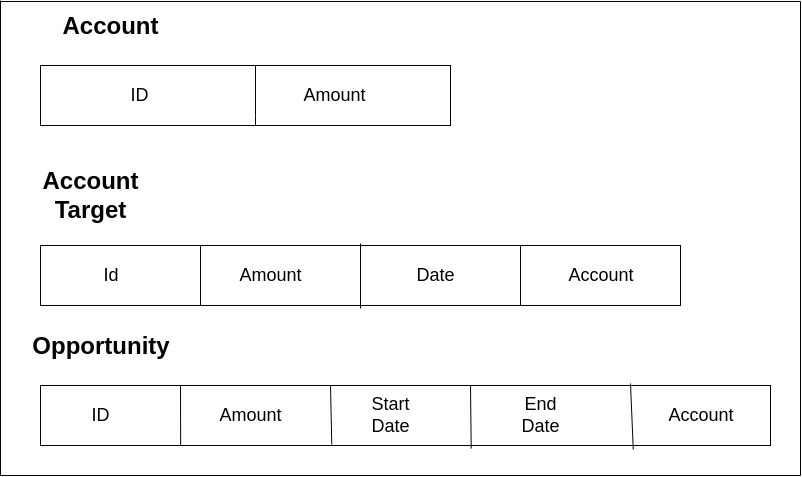 Account
ID Amount
Account
Target
Id Amount Date Account
Opportunity
ID Amount Start Date End Date Account